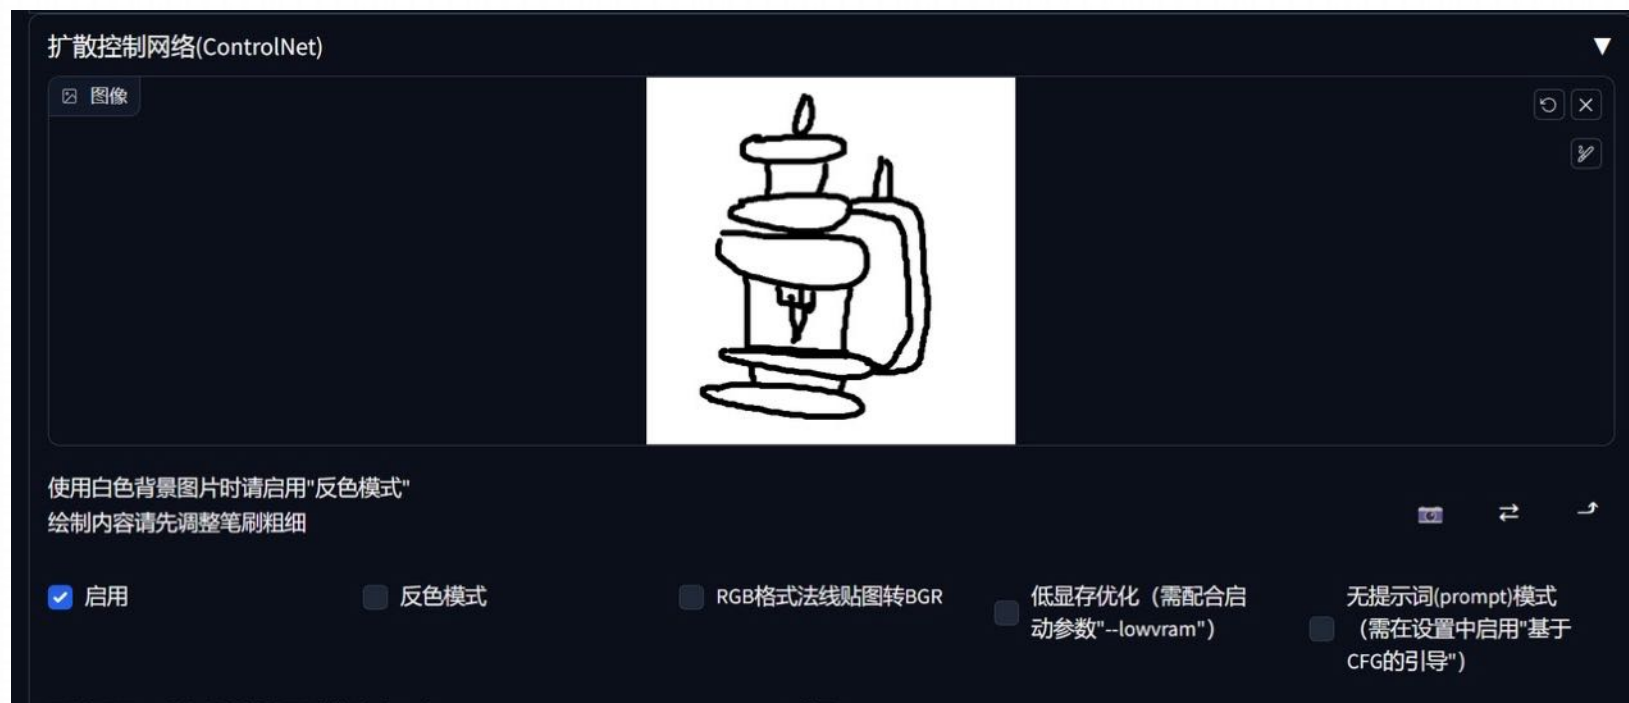 扩散控制网络(ControlNet)
▼
图像
使用白色背景图片时请启用"反色模式"
绘制内容请先调整笔刷粗细
启用
反色模式
RGB格式法线贴图转BGR
低显存优化（需配合启
动参数"--lowvram"）
无提示词(prompt)模式
（需在设置中启用"基于
CFG的引导"）